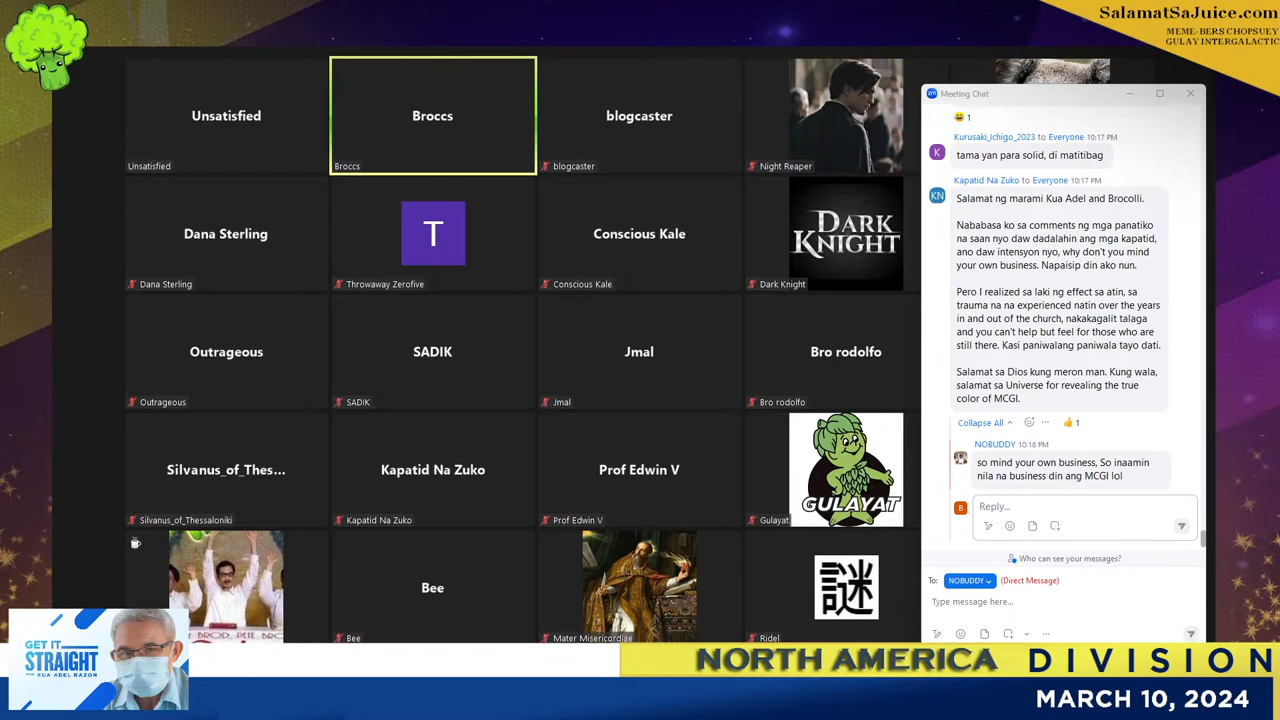 SalamatSaJuice.com
MEME-BERS CHOPSUEY
GULAY INTERGALACTIC
Unsatisfied
Unsatisfied
Broccs
Broccs
blogcaster
blogcaster
Night Reaper
Dana Sterling
Dana Sterling
T
Throwaway Zerofive
Conscious Kale
Conscious Kale
DARK
KNIGHT
Dark Knight
Outrageous
Outrageous
SADIK
SADIK
Jmal
Jmal
Bro rodolfo
Bro rodolfo
Silvanus_of_Thes...
Silvanus_of_Thessaloniki
Kapatid Na Zuko
Kapatid Na Zuko
Prof Edwin V
Prof Edwin V
GULAYAT
Gulayat
Bee
Bee
Mater Misericordiae
謎
Ridel
zm Meeting Chat
1
Kurusaki_Ichigo_2023 to Everyone 10:17 PM
K
tama yan para solid, di matitibag
Kapatid Na Zuko to Everyone 10:17 PM
KN
Salamat ng marami Kua Adel and Brocolli.
Nababasa ko sa comments ng mga panatiko
na saan nyo daw dadalahin ang mga kapatid,
ano daw intensyon nyo, why don't you mind
your own business. Napaisip din ako nun.
Pero I realized sa laki ng effect sa atin, sa
trauma na na experienced natin over the years
in and out of the church, nakakagalit talaga
and you can't help but feel for those who are
still there. Kasi paniwalang paniwala tayo dati.
Salamat sa Dios kung meron man. Kung wala,
salamat sa Universe for revealing the true
color of MCGI.
Collapse All
1
NOBUDDY 10:18 PM
so mind your own business, So inaamin
nila na business din ang MCGI lol
B
Reply...
Who can see your messages?
To: NOBUDDY (Direct Message)
Type message here...
GET IT
STRAIGHT
KUA ADEL RAZON
NORTH AMERICA DIVISION
MARCH 10, 2024